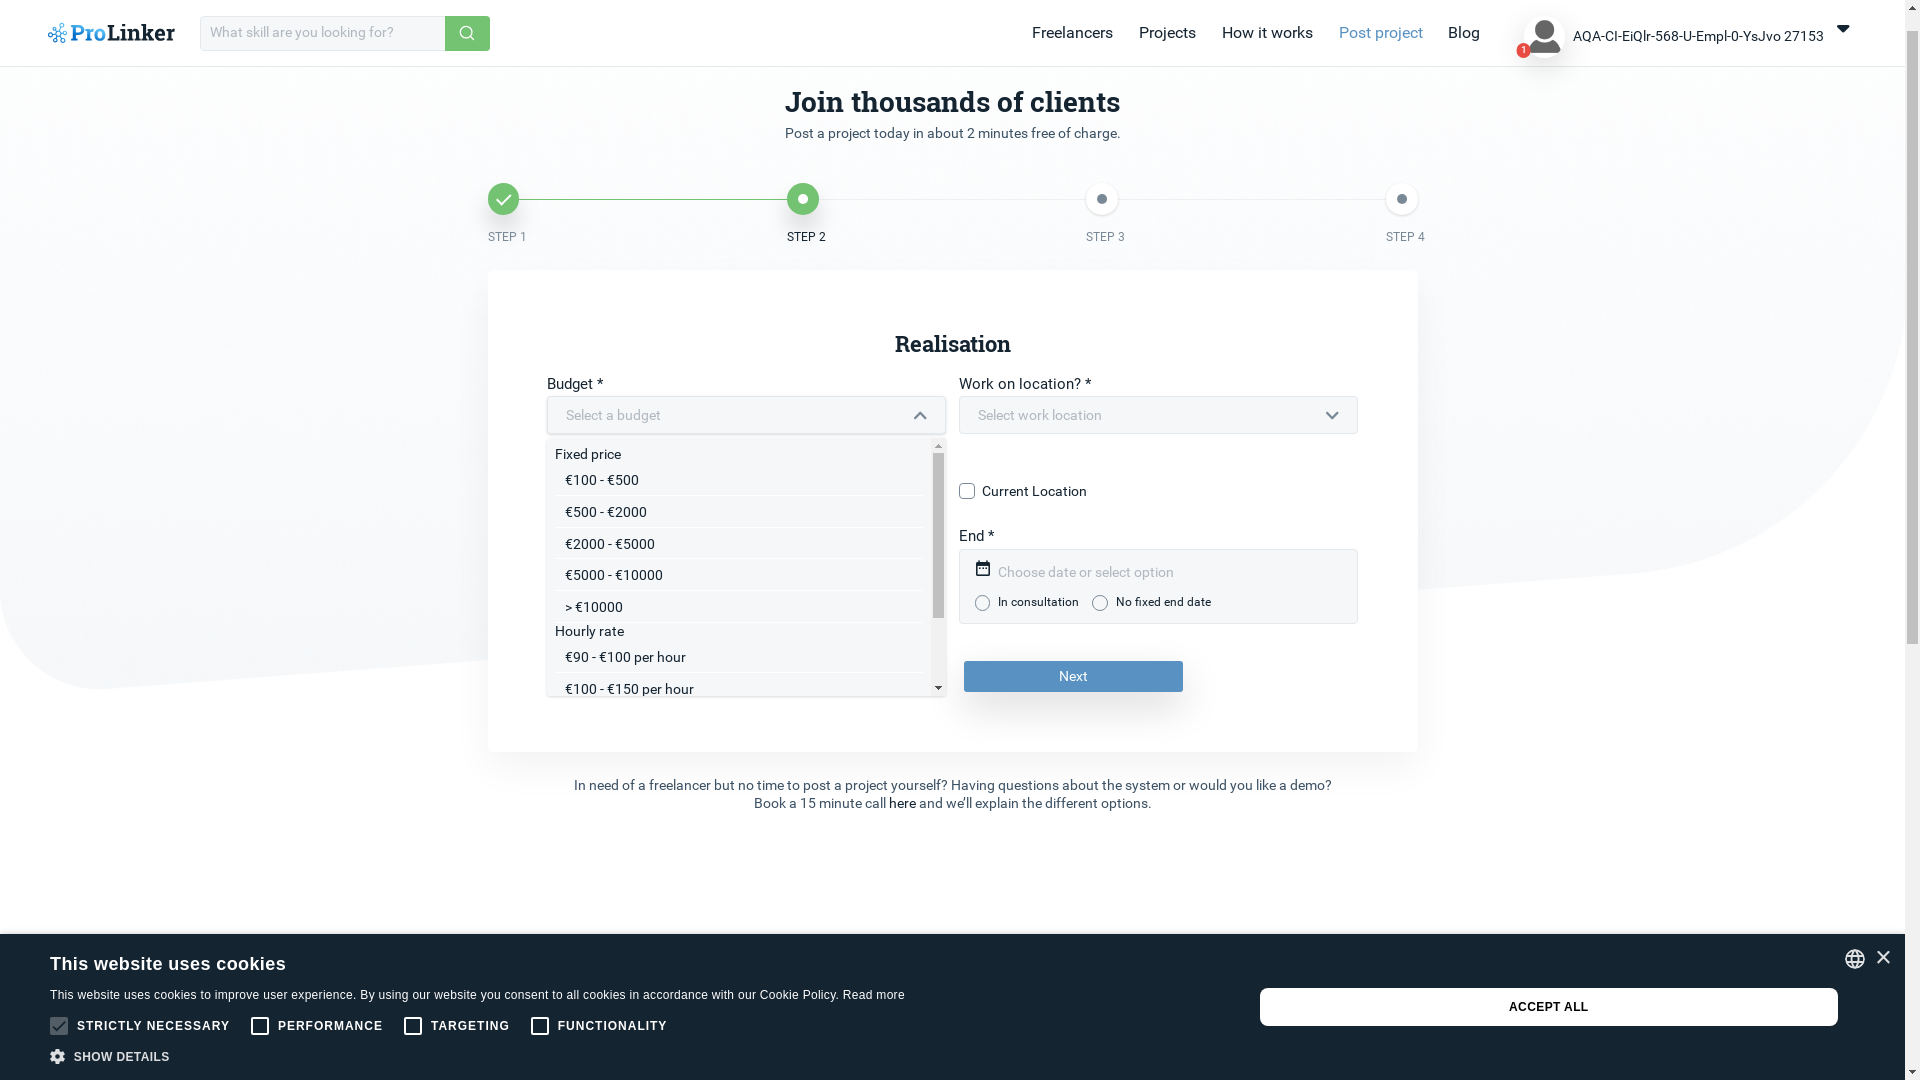 ProLinker
What skill are you looking for?
Freelancers
Projects
How it works
Post project
Blog
1
AQA-CI-EiQlr-568-U-Empl-0-YsJvo 27153
Join thousands of clients
Post a project today in about 2 minutes free of charge.
STEP 1
STEP 2
STEP 3
STEP 4
Realisation
Budget *
Select a budget
Work on location? *
Select work location
Fixed price
€100 - €500
€500 - €2000
€2000 - €5000
€5000 - €10000
> €10000
Hourly rate
€90 - €100 per hour
€100 - €150 per hour
Current Location
End *
Choose date or select option
In consultation
No fixed end date
Next
In need of a freelancer but no time to post a project yourself? Having questions about the system or would you like a demo?
Book a 15 minute call here and we’ll explain the different options.
This website uses cookies
This website uses cookies to improve user experience. By using our website you consent to all cookies in accordance with our Cookie Policy. Read more
STRICTLY NECESSARY
PERFORMANCE
TARGETING
FUNCTIONALITY
SHOW DETAILS
ACCEPT ALL